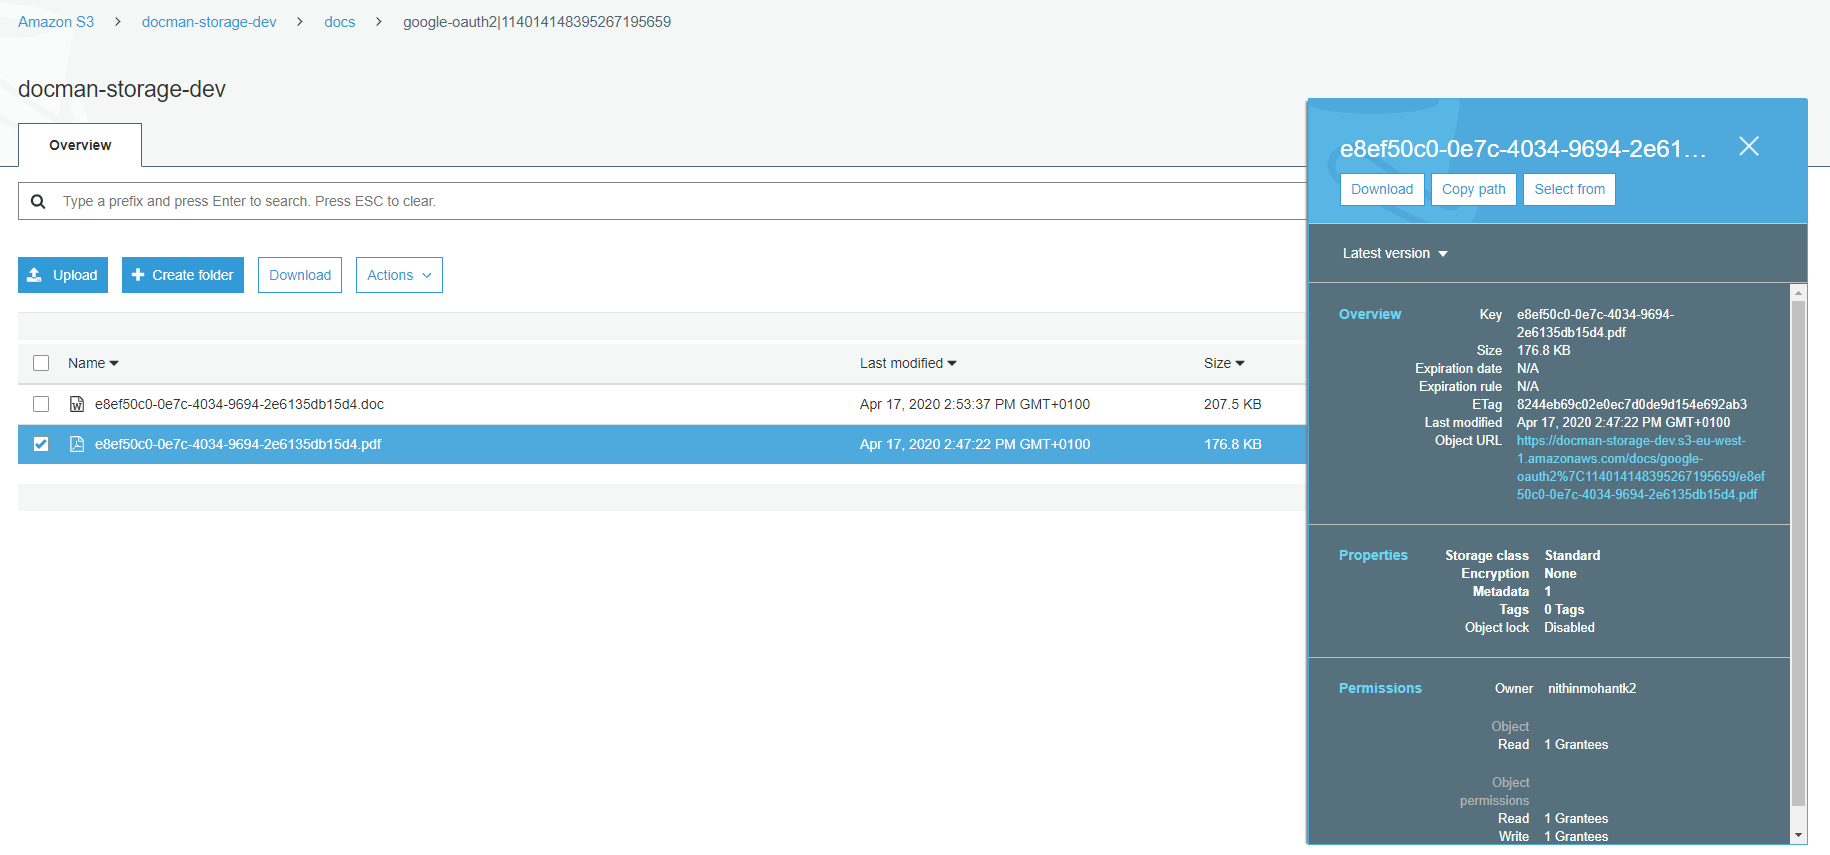 Amazon S3 > docman-storage-dev > docs > google-oauth2|114014148395267195659
docman-storage-dev
Overview
Type a prefix and press Enter to search. Press ESC to clear.
Upload Create folder Download Actions
Name Last modified Size
e8ef50c0-0e7c-4034-9694-2e6135db15d4.doc Apr 17, 2020 2:53:37 PM GMT+0100 207.5 KB
e8ef50c0-0e7c-4034-9694-2e6135db15d4.pdf Apr 17, 2020 2:47:22 PM GMT+0100 176.8 KB
e8ef50c0-0e7c-4034-9694-2e61...
Download Copy path Select from
Latest version
Overview Key e8ef50c0-0e7c-4034-9694-
2e6135db15d4.pdf
Size 176.8 KB
Expiration date N/A
Expiration rule N/A
ETag 8244eb69c02e0ec7d0de9d154e692ab3
Last modified Apr 17, 2020 2:47:22 PM GMT+0100
Object URL https://docman-storage-dev.s3-eu-west-
1.amazonaws.com/docs/google-
oauth2%7C114014148395267195659/e8ef
50c0-0e7c-4034-9694-2e6135db15d4.pdf
Properties Storage class Standard
Encryption None
Metadata 1
Tags 0 Tags
Object lock Disabled
Permissions Owner nithinmohantk2
Object
Read 1 Grantees
Object
permissions
Read 1 Grantees
Write 1 Grantees